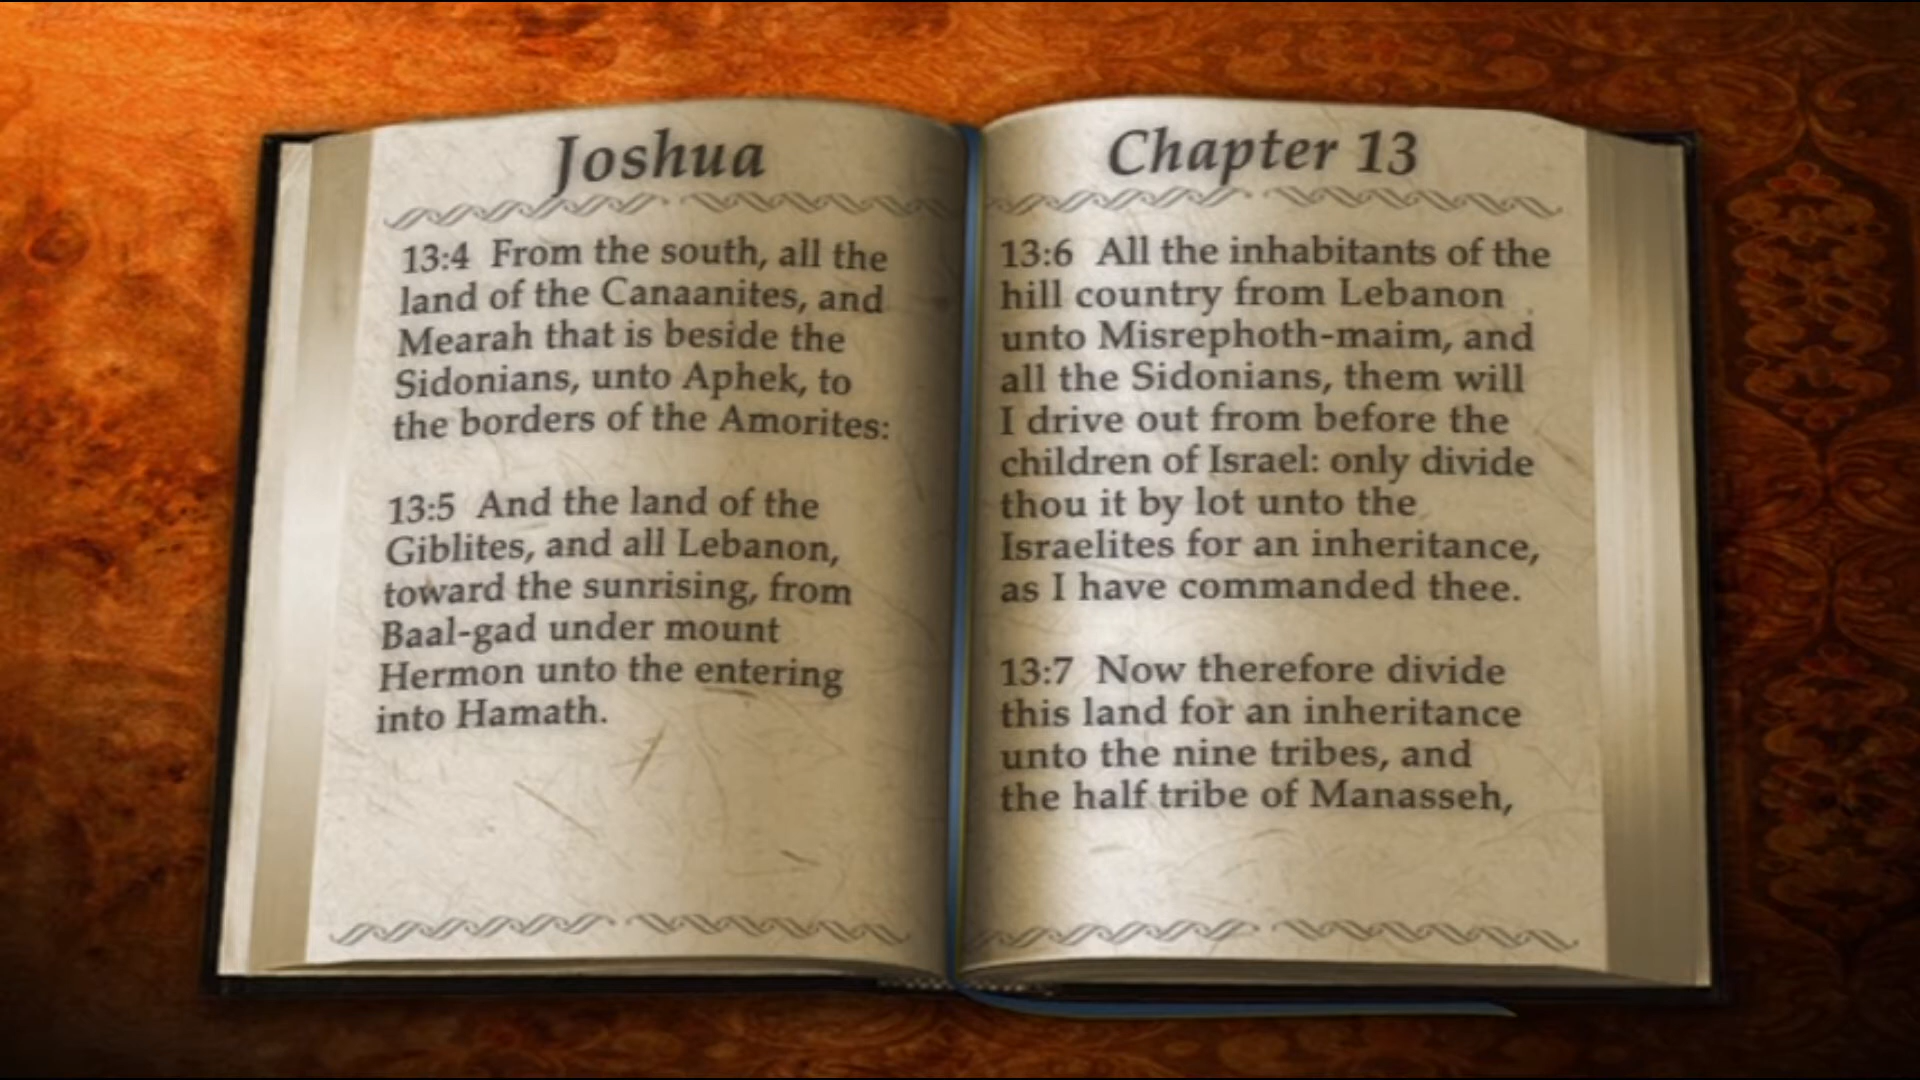 Joshua
13:4 From the south, all the
land of the Canaanites, and
Mearah that is beside the
Sidonians, unto Aphek, to
the borders of the Amorites:
13:5 And the land of the
Giblites, and all Lebanon,
toward the sunrising, from
Baal-gad under mount
Hermon unto the entering
into Hamath.
Chapter 13
13:6 All the inhabitants of the
hill country from Lebanon
unto Misrephoth-maim, and
all the Sidonians, them will
I drive out from before the
children of Israel: only divide
thou it by lot unto the
Israelites for an inheritance,
as I have commanded thee.
13:7 Now therefore divide
this land for an inheritance
unto the nine tribes, and
the half tribe of Manasseh,